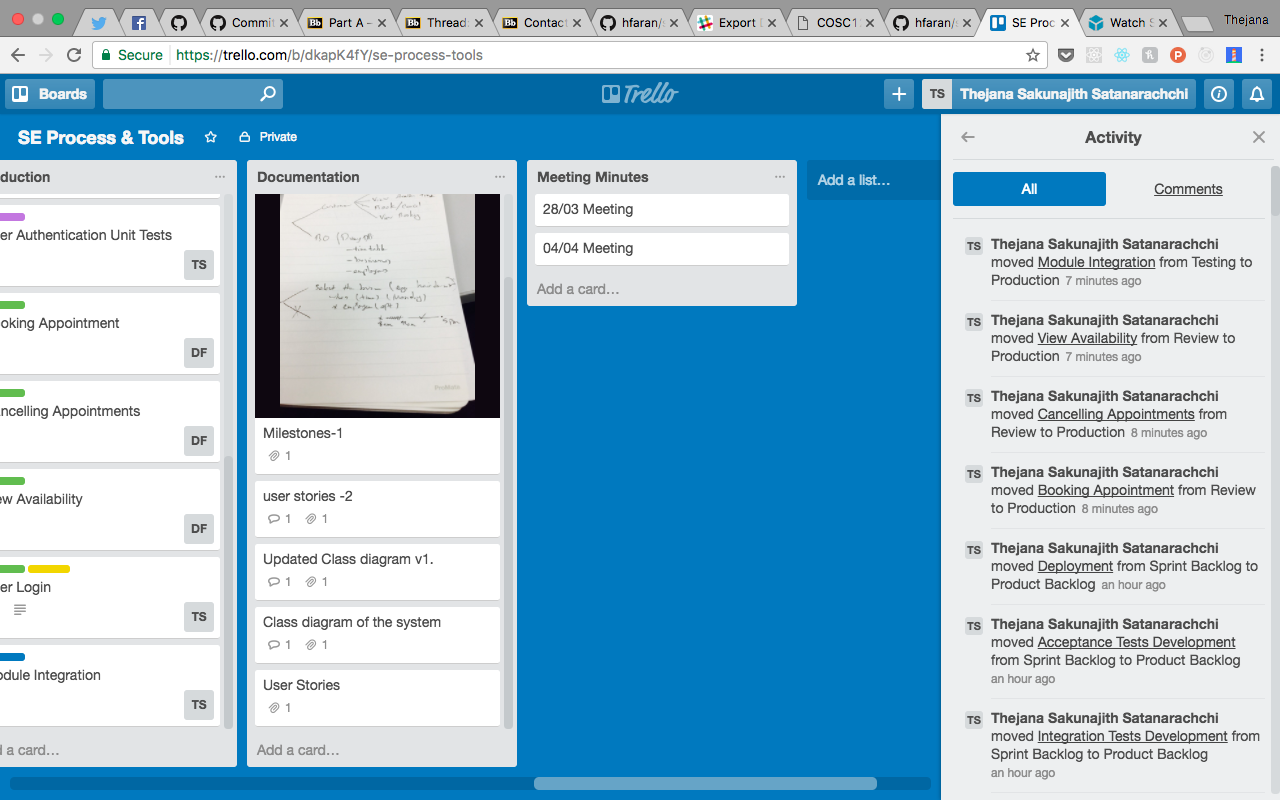 Commit
Part A –
Thread:
Contact
hfaran/s
Export D
COSC1
hfaran/s
SE Proc
Watch S
Thejana
Secure https://trello.com/b/dkapK4fY/se-process-tools
Boards
Trello
TS Thejana Sakunajith Satanarachchi
SE Process & Tools Private
duction
er Authentication Unit Tests
TS
oking Appointment
DF
ncelling Appointments
DF
ew Availability
DF
er Login
TS
odule Integration
TS
d a card…
Documentation
ProMate
Milestones-1
1
user stories -2
1 1
Updated Class diagram v1.
1 1
Class diagram of the system
1 1
User Stories
1
Add a card…
Meeting Minutes
28/03 Meeting
04/04 Meeting
Add a card…
Add a list…
Activity
All Comments
TS Thejana Sakunajith Satanarachchi
moved Module Integration from Testing to
Production 7 minutes ago
TS Thejana Sakunajith Satanarachchi
moved View Availability from Review to
Production 7 minutes ago
TS Thejana Sakunajith Satanarachchi
moved Cancelling Appointments from
Review to Production 8 minutes ago
TS Thejana Sakunajith Satanarachchi
moved Booking Appointment from Review
to Production 8 minutes ago
TS Thejana Sakunajith Satanarachchi
moved Deployment from Sprint Backlog to
Product Backlog an hour ago
TS Thejana Sakunajith Satanarachchi
moved Acceptance Tests Development
from Sprint Backlog to Product Backlog
an hour ago
TS Thejana Sakunajith Satanarachchi
moved Integration Tests Development from
Sprint Backlog to Product Backlog
an hour ago